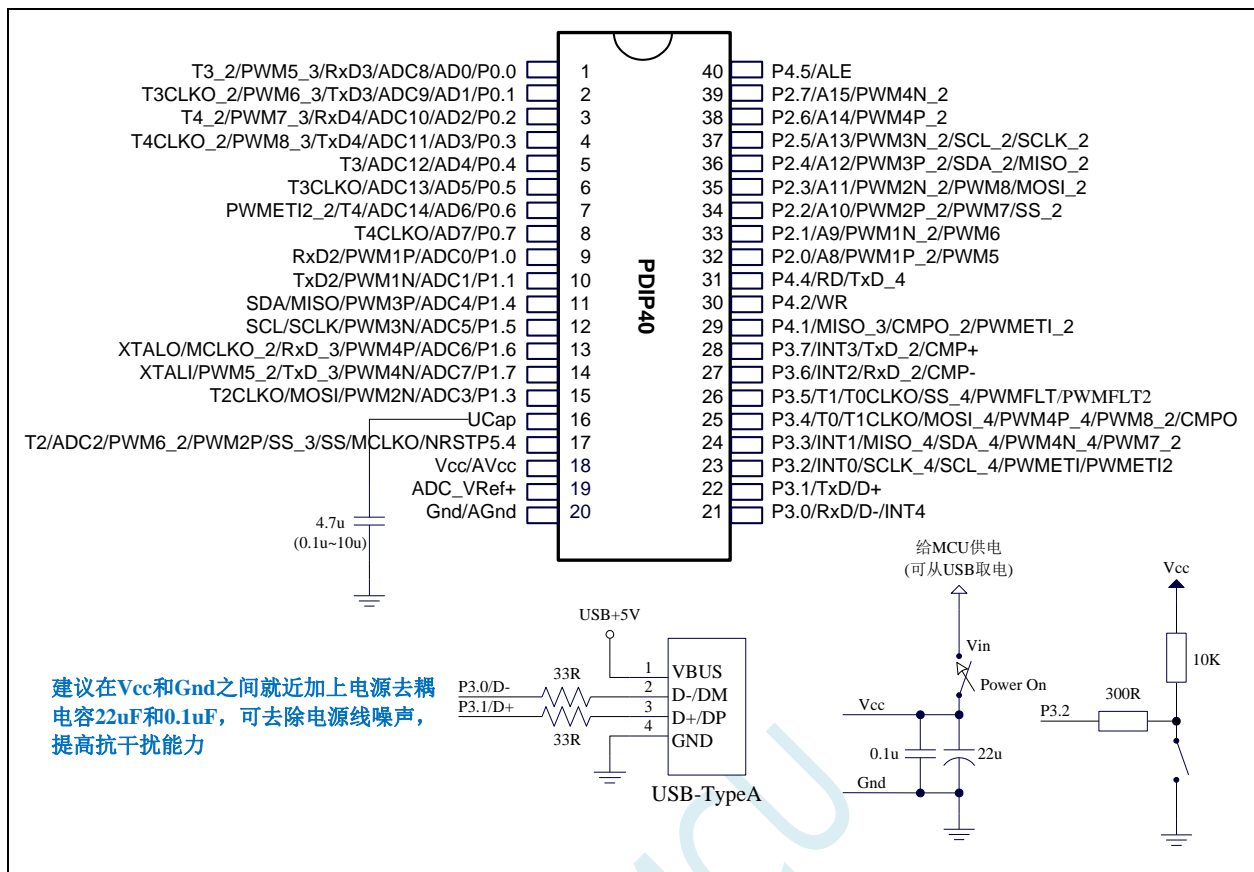 T3_2/PWM5_3/RxD3/ADC8/AD0/P0.0 1
T3CLKO_2/PWM6_3/TxD3/ADC9/AD1/P0.1 2
T4_2/PWM7_3/RxD4/ADC10/AD2/P0.2 3
T4CLKO_2/PWM8_3/TxD4/ADC11/AD3/P0.3 4
T3/ADC12/AD4/P0.4 5
T3CLKO/ADC13/AD5/P0.5 6
PWMETI2_2/T4/ADC14/AD6/P0.6 7
T4CLKO/AD7/P0.7 8
RxD2/PWM1P/ADC0/P1.0 9
TxD2/PWM1N/ADC1/P1.1 10
SDA/MISO/PWM3P/ADC4/P1.4 11
SCL/SCLK/PWM3N/ADC5/P1.5 12
XTALO/MCLKO_2/RxD_3/PWM4P/ADC6/P1.6 13
XTALI/PWM5_2/TxD_3/PWM4N/ADC7/P1.7 14
T2CLKO/MOSI/PWM2N/ADC3/P1.3 15
UCap 16
T2/ADC2/PWM6_2/PWM2P/SS_3/SS/MCLKO/NRSTP5.4 17
Vcc/AVcc 18
ADC_VRef+ 19
Gnd/AGnd 20
PDIP40
40 P4.5/ALE
39 P2.7/A15/PWM4N_2
38 P2.6/A14/PWM4P_2
37 P2.5/A13/PWM3N_2/SCL_2/SCLK_2
36 P2.4/A12/PWM3P_2/SDA_2/MISO_2
35 P2.3/A11/PWM2N_2/PWM8/MOSI_2
34 P2.2/A10/PWM2P_2/PWM7/SS_2
33 P2.1/A9/PWM1N_2/PWM6
32 P2.0/A8/PWM1P_2/PWM5
31 P4.4/RD/TxD_4
30 P4.2/WR
29 P4.1/MISO_3/CMPO_2/PWMETI_2
28 P3.7/INT3/TxD_2/CMP+
27 P3.6/INT2/RxD_2/CMP-
26 P3.5/T1/T0CLKO/SS_4/PWMFLT/PWMFLT2
25 P3.4/T0/T1CLKO/MOSI_4/PWM4P_4/PWM8_2/CMPO
24 P3.3/INT1/MISO_4/SDA_4/PWM4N_4/PWM7_2
23 P3.2/INT0/SCLK_4/SCL_4/PWMETI/PWMETI2
22 P3.1/TxD/D+
21 P3.0/RxD/D-/INT4
4.7u
(0.1u~10u)
建议在Vcc和Gnd之间就近加上电源去耦
电容22uF和0.1uF，可去除电源线噪声，
提高抗干扰能力
USB+5V
P3.0/D-
P3.1/D+
33R
33R
1 VBUS
2 D-/DM
3 D+/DP
4 GND
USB-TypeA
给MCU供电
(可从USB取电)
Vin
Power On
Vcc
0.1u
22u
Gnd
Vcc
10K
300R
P3.2
MCU